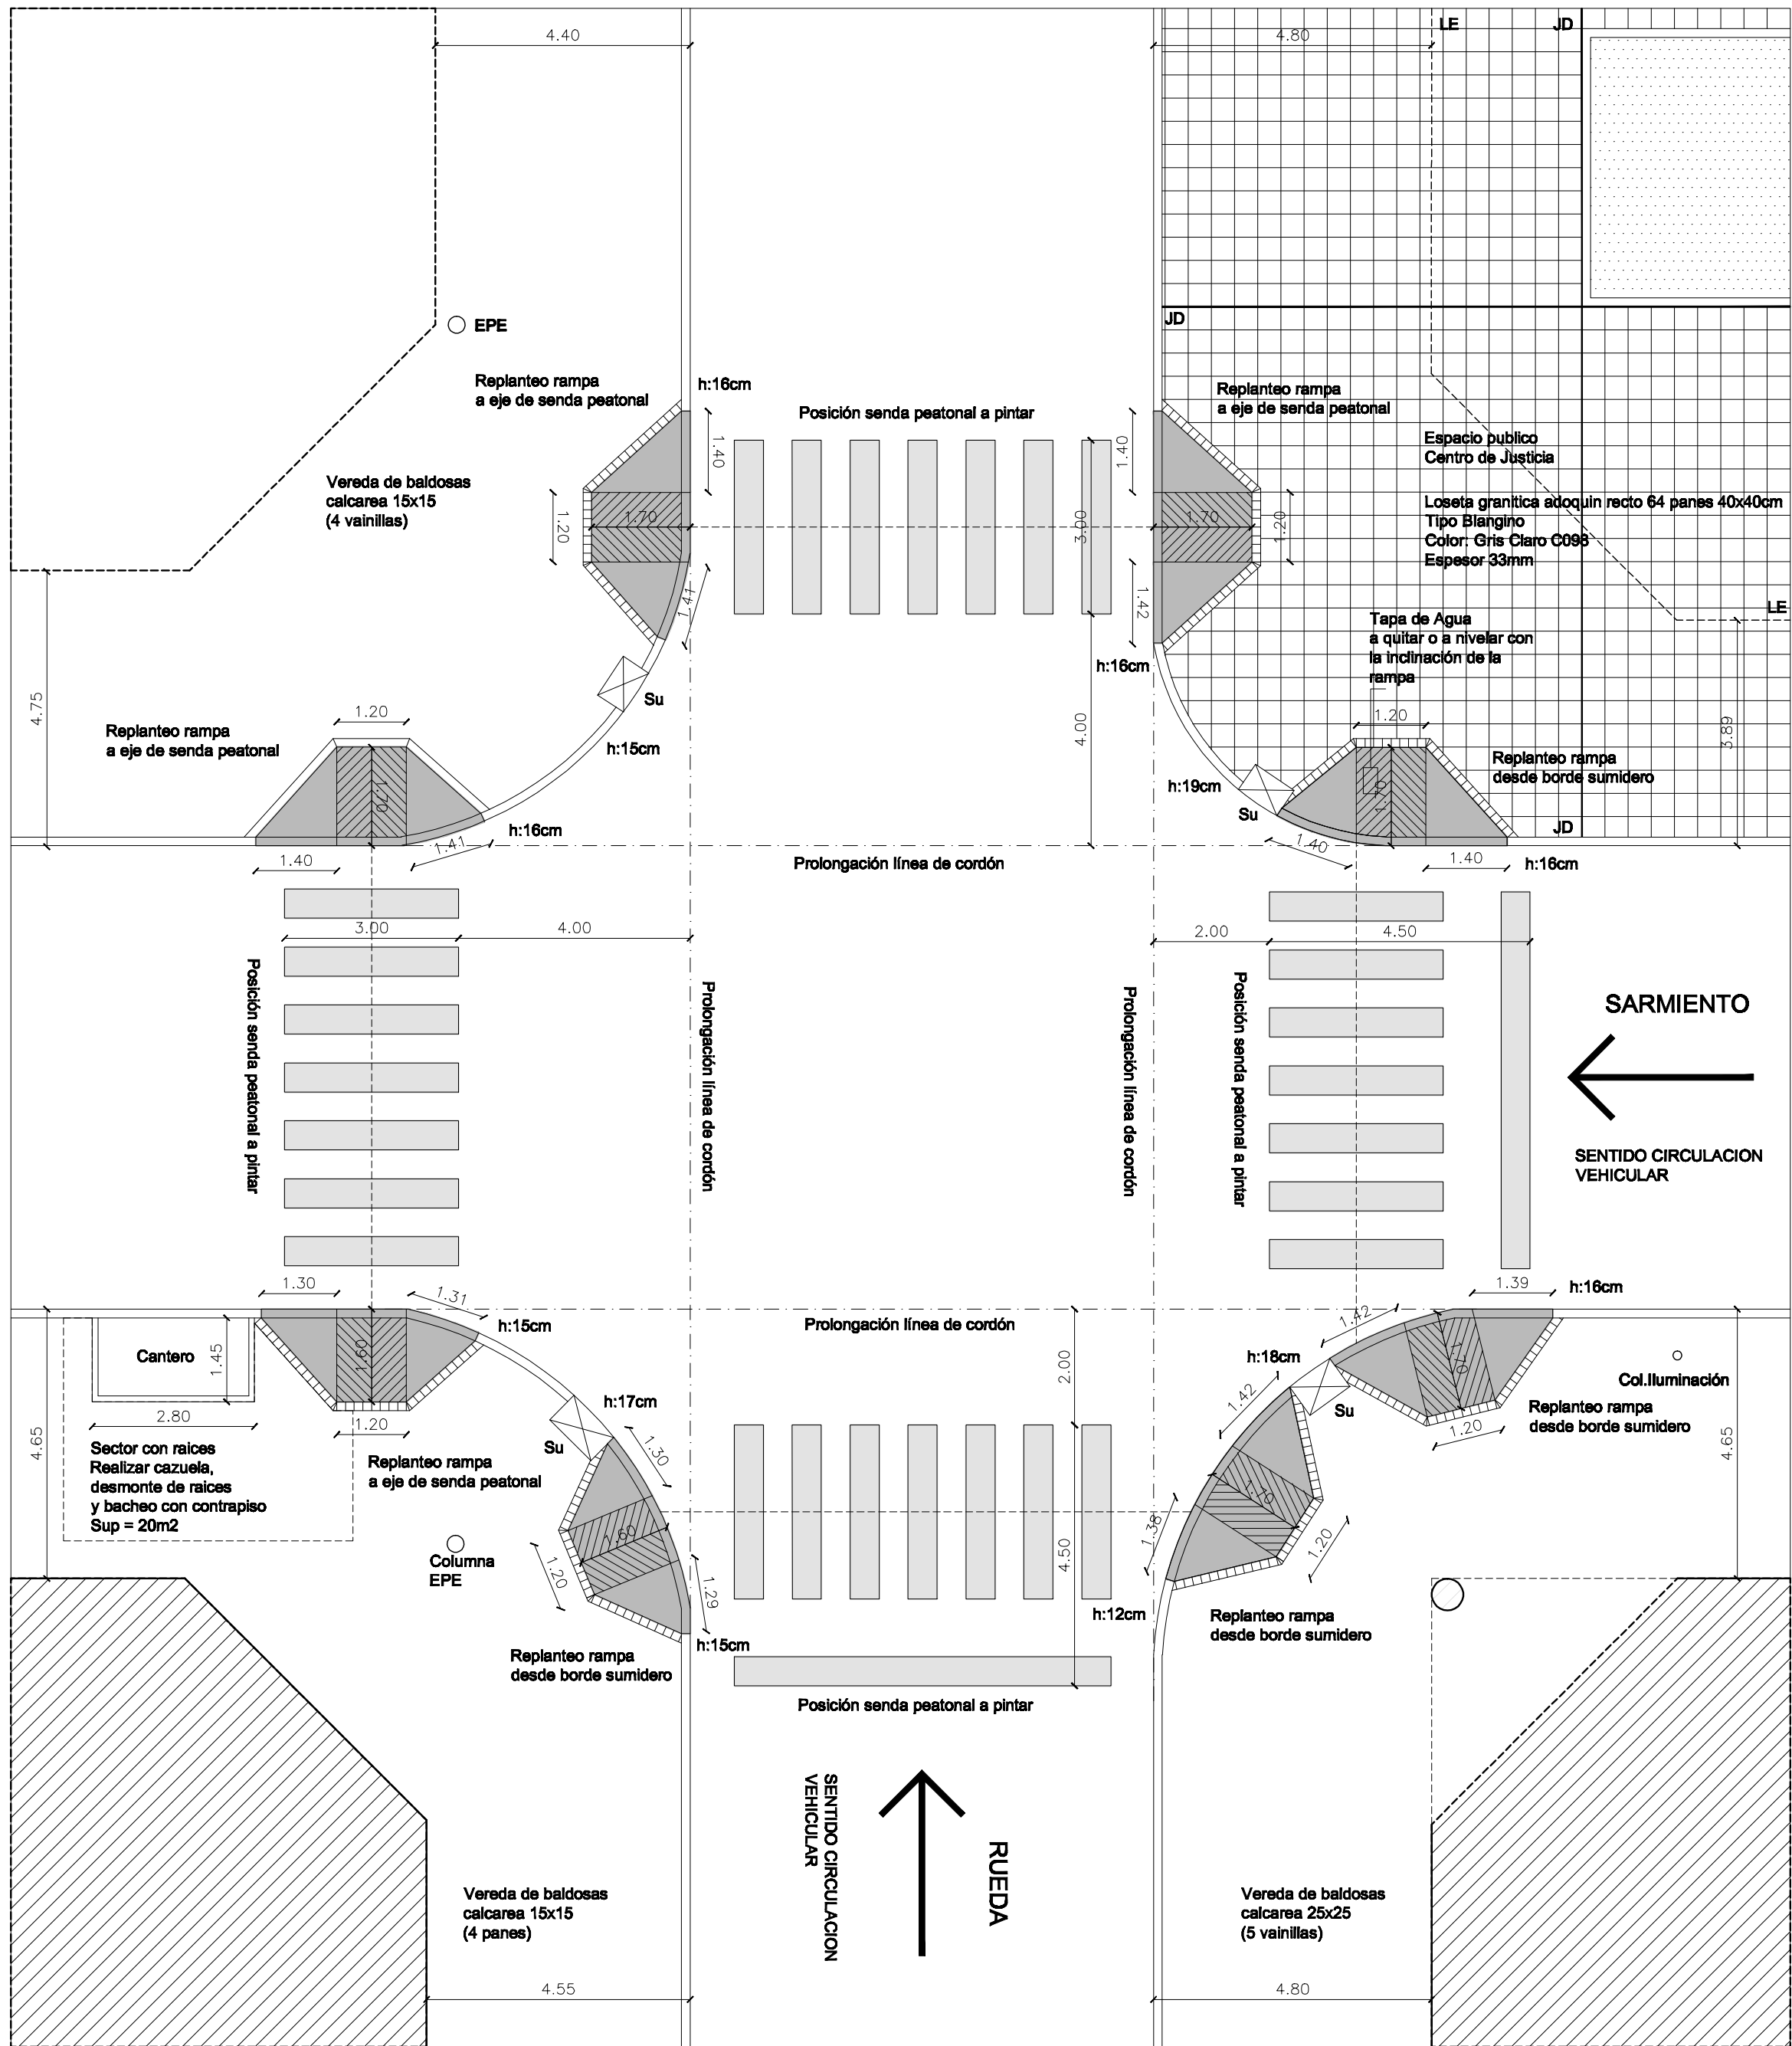 4.40
4.80
LE
JD
EPE
JD
Replanteo rampa
a eje de senda peatonal
h:16cm
Posición senda peatonal a pintar
Replanteo rampa
a eje de senda peatonal
1.40
1.40
Espacio publico
Centro de Justicia
Vereda de baldosas
calcarea 15x15
(4 vainillas)
Loseta granitica adoquin recto 64 panes 40x40cm
Tipo Blangino
Color: Gris Claro C098
Espesor 33mm
1.20
1.70
3.00
1.70
1.20
1.41
1.42
LE
Tapa de Agua
a quitar o a nivelar con
la inclinación de la
rampa
h:16cm
Su
4.75
1.20
Replanteo rampa
a eje de senda peatonal
h:15cm
4.00
1.20
3.89
Replanteo rampa
desde borde sumidero
1.70
h:19cm
Su
1.70
JD
h:16cm
1.41
1.40
Prolongación línea de cordón
1.40
1.40
h:16cm
3.00
4.00
2.00
4.50
Posición senda peatonal a pintar
Prolongación línea de cordón
Prolongación línea de cordón
Posición senda peatonal a pintar
SARMIENTO
SENTIDO CIRCULACION
VEHICULAR
1.30
1.31
1.39
h:16cm
h:15cm
Prolongación línea de cordón
1.42
Cantero
1.45
1.60
2.00
h:18cm
1.70
Col.Iluminación
2.80
1.20
h:17cm
1.42
Su
1.20
Replanteo rampa
desde borde sumidero
4.65
Sector con raices
Realizar cazuela,
desmonte de raices
y bacheo con contrapiso
Sup = 20m2
Su
1.30
4.65
Replanteo rampa
a eje de senda peatonal
1.60
1.70
1.38
1.20
Columna
EPE
1.20
4.50
1.29
h:12cm
Replanteo rampa
desde borde sumidero
h:15cm
Replanteo rampa
desde borde sumidero
Posición senda peatonal a pintar
SENTIDO CIRCULACION
VEHICULAR
RUEDA
Vereda de baldosas
calcarea 15x15
(4 panes)
Vereda de baldosas
calcarea 25x25
(5 vainillas)
4.55
4.80